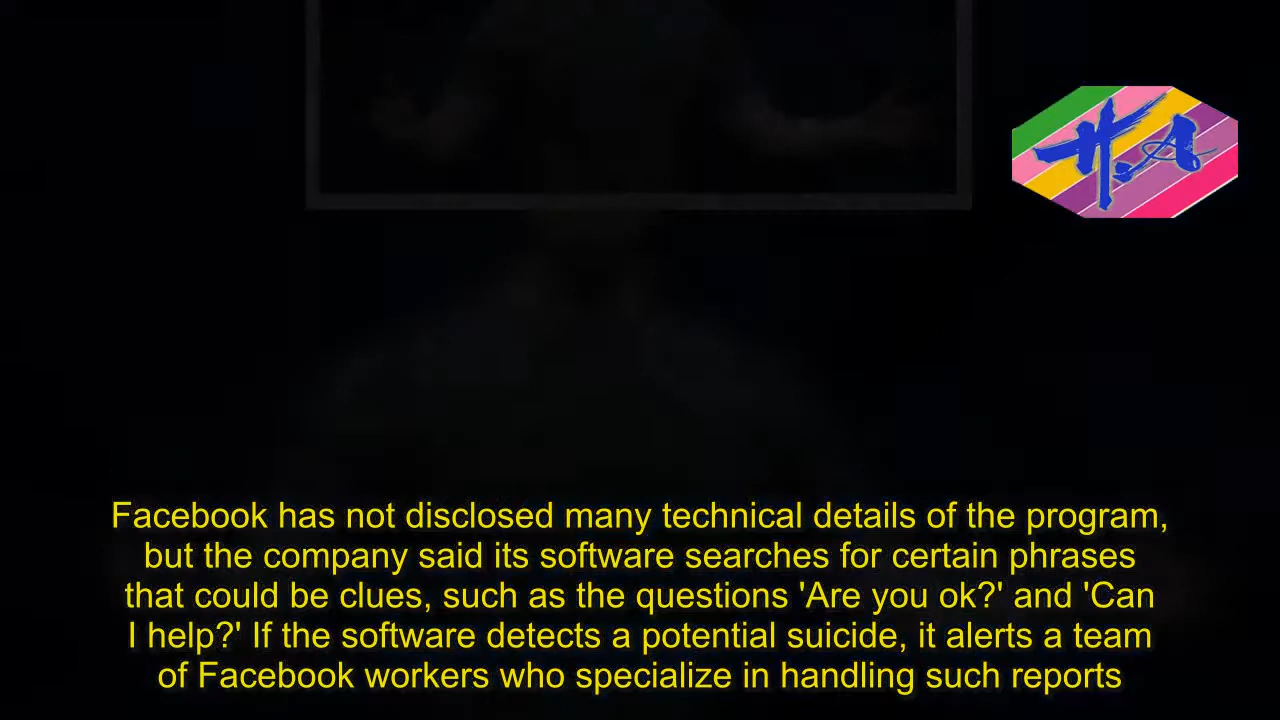 H.A
Facebook has not disclosed many technical details of the program,
but the company said its software searches for certain phrases
that could be clues, such as the questions 'Are you ok?' and 'Can
I help?' If the software detects a potential suicide, it alerts a team
of Facebook workers who specialize in handling such reports